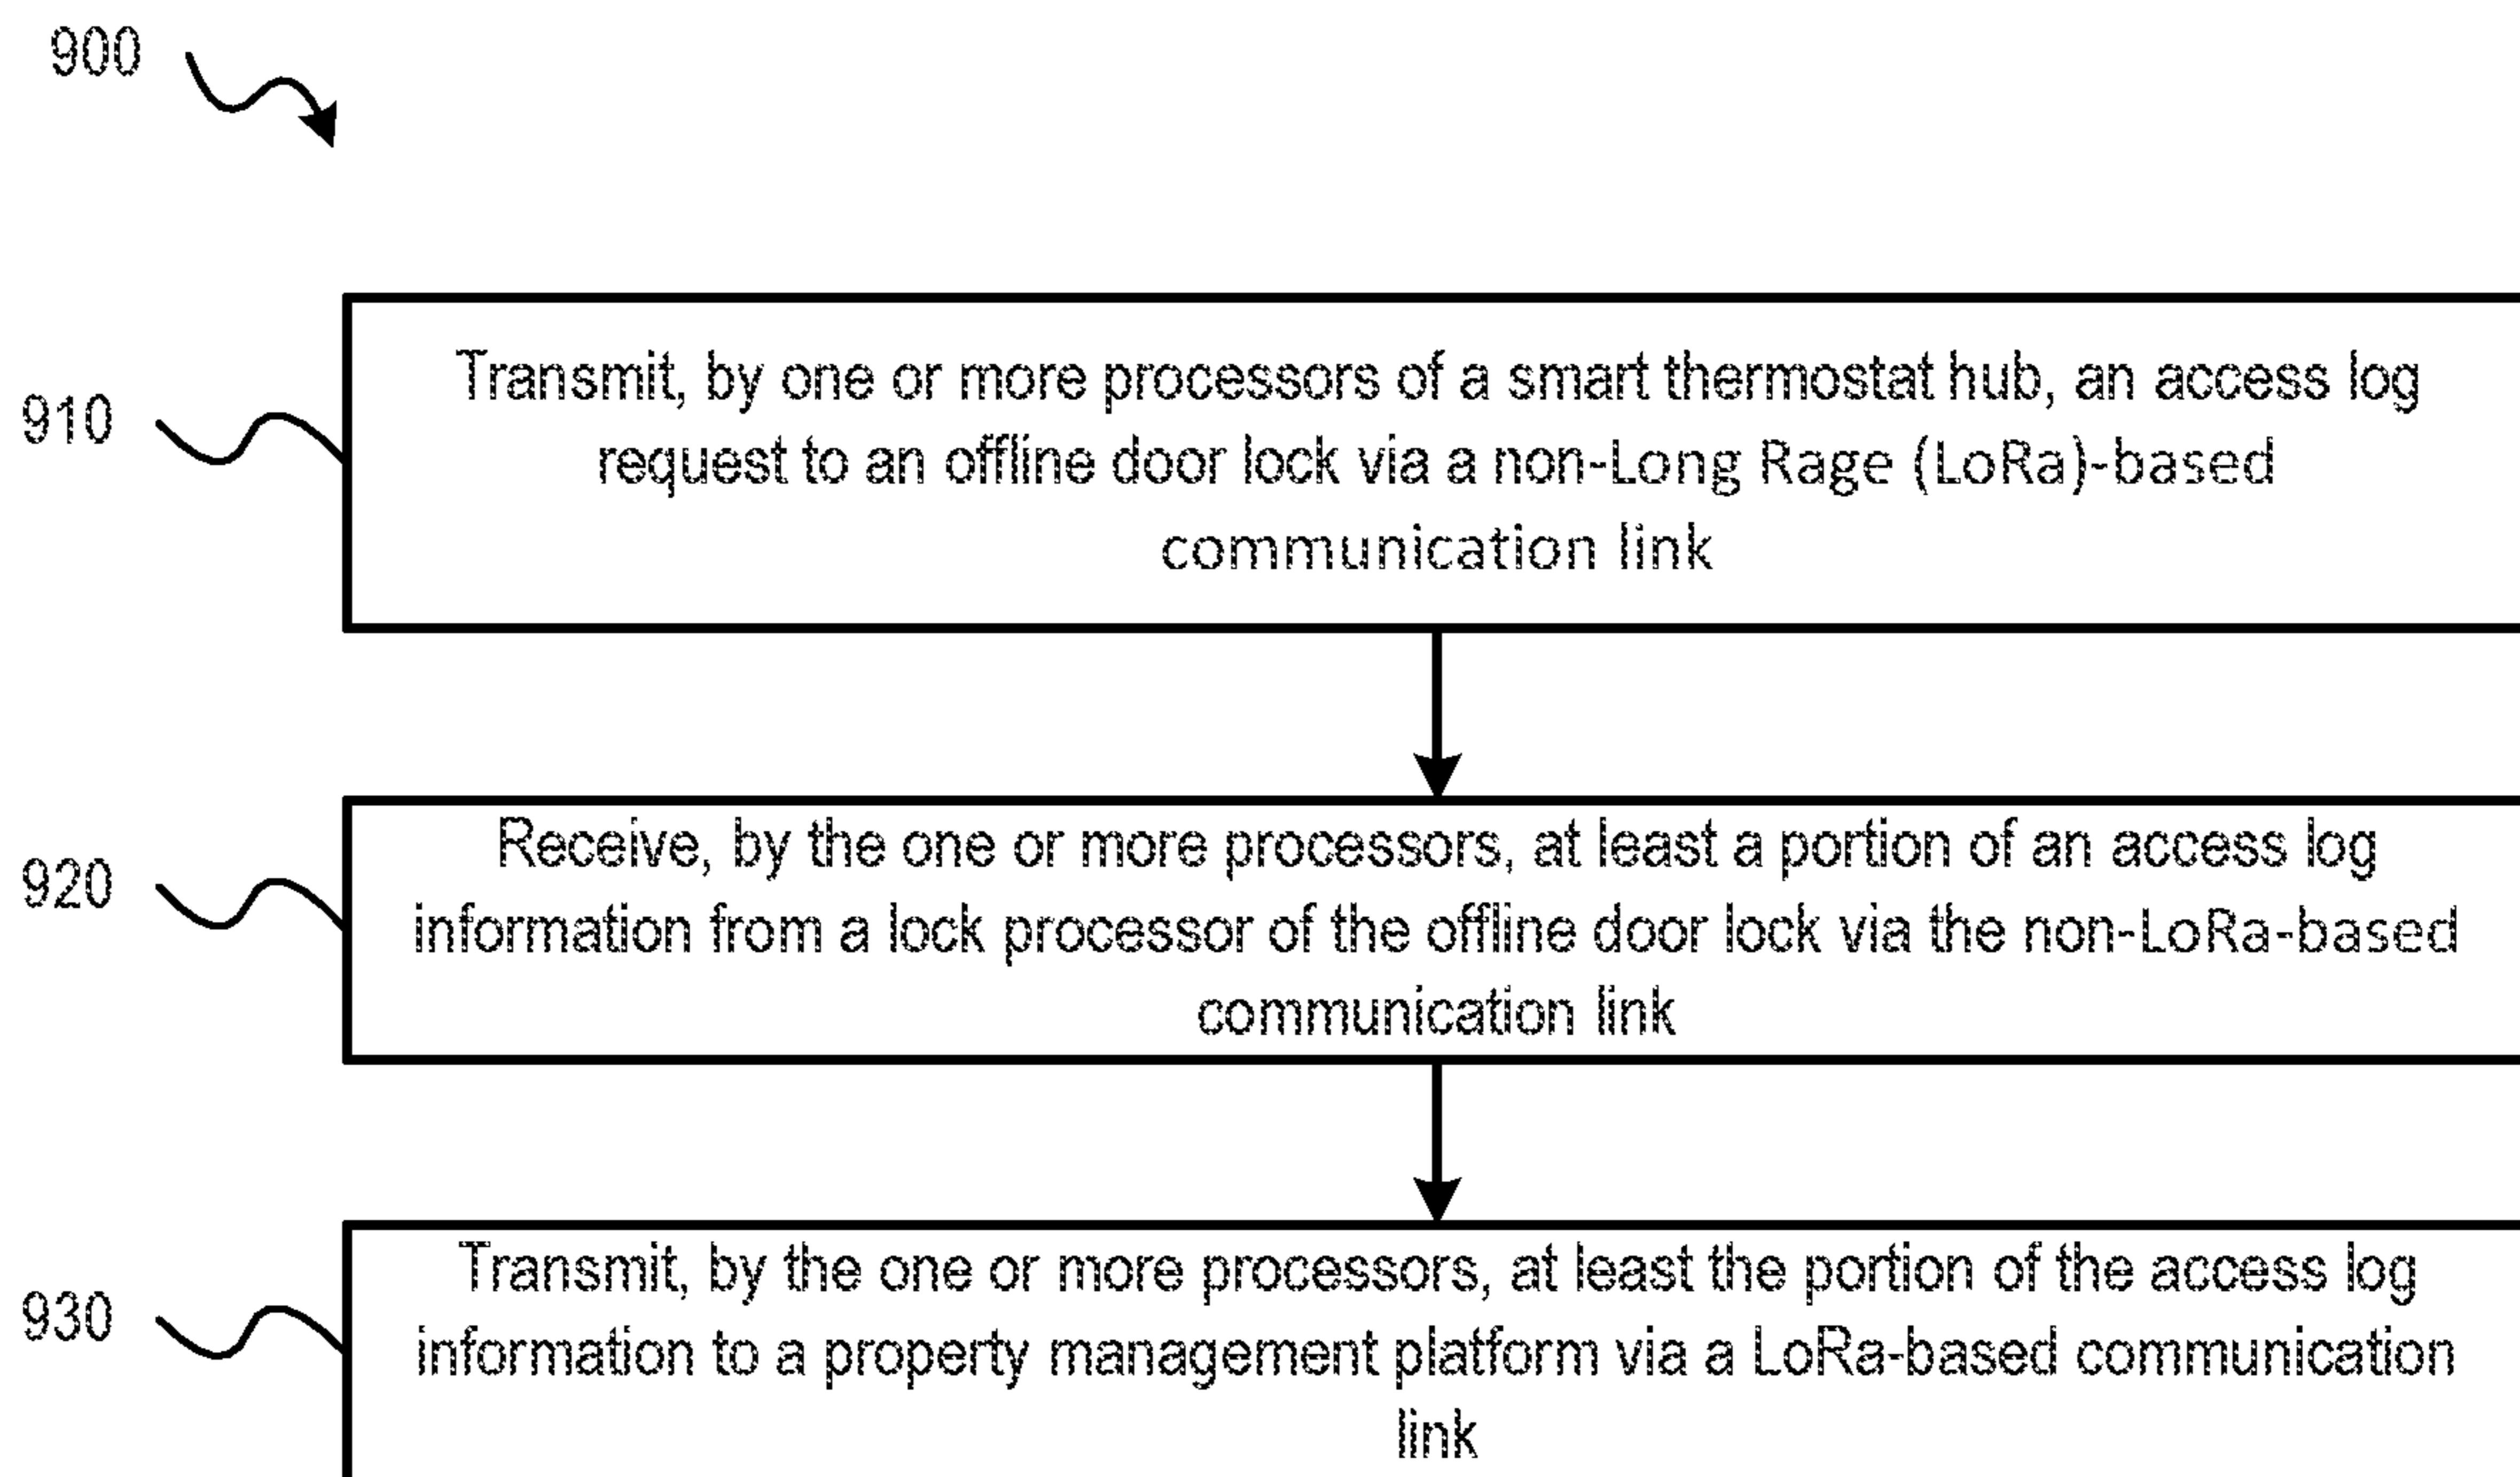 900
910
Transmit, by one or more processors of a smart thermostat hub, an access log
request to an offline door lock via a non-Long Rage (LoRa)-based
communication link
920
Receive, by the one or more processors, at least a portion of an access log
information from a lock processor of the offline door lock via the non-LoRa-based
communication link
930
Transmit, by the one or more processors, at least the portion of the access log
information to a property management platform via a LoRa-based communication
link